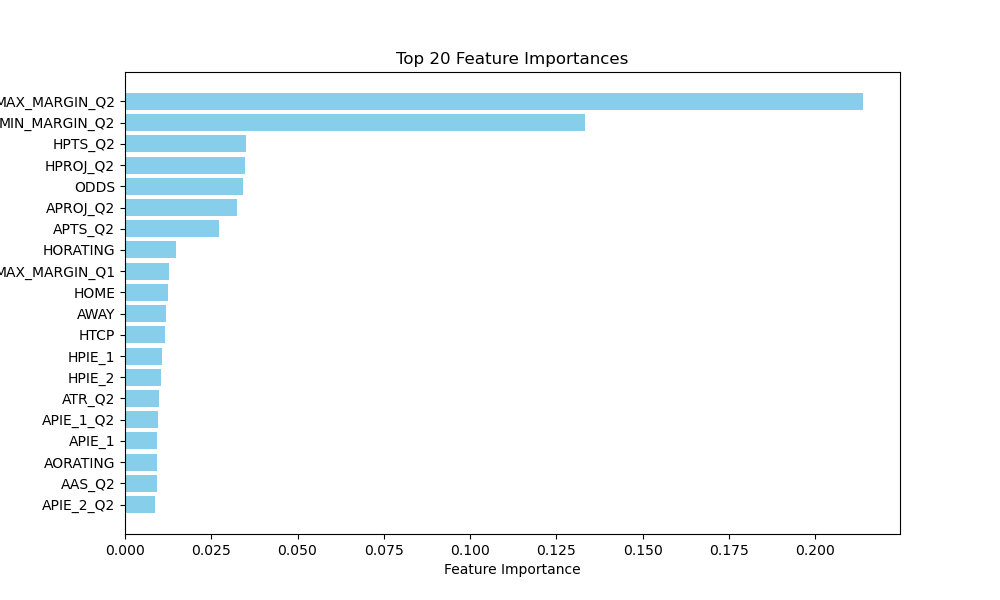 Top 20 Feature Importances
MAX_MARGIN_Q2
MIN_MARGIN_Q2
HPTS_Q2
HPROJ_Q2
ODDS
APROJ_Q2
APTS_Q2
HORATING
MAX_MARGIN_Q1
HOME
AWAY
HTCP
HPIE_1
HPIE_2
ATR_Q2
APIE_1_Q2
APIE_1
AORATING
AAS_Q2
APIE_2_Q2
0.000 0.025 0.050 0.075 0.100 0.125 0.150 0.175 0.200
Feature Importance